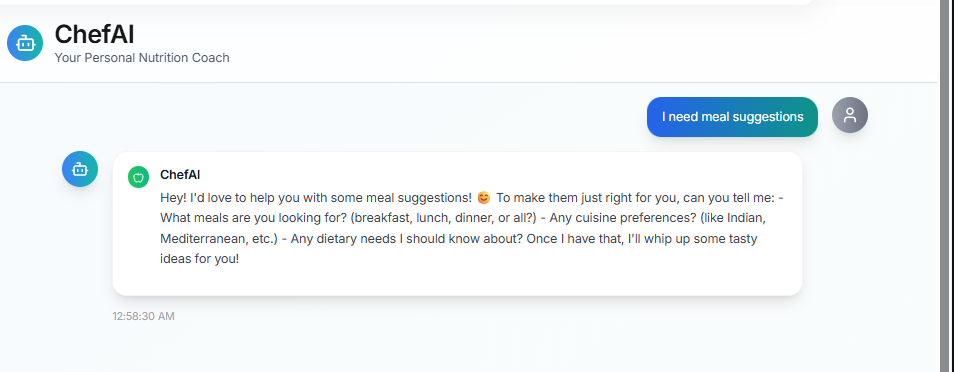 ChefAI
Your Personal Nutrition Coach
I need meal suggestions
ChefAI
Hey! I'd love to help you with some meal suggestions! 😊 To make them just right for you, can you tell me: -
What meals are you looking for? (breakfast, lunch, dinner, or all?) - Any cuisine preferences? (like Indian,
Mediterranean, etc.) - Any dietary needs I should know about? Once I have that, I'll whip up some tasty
ideas for you!
12:58:30 AM